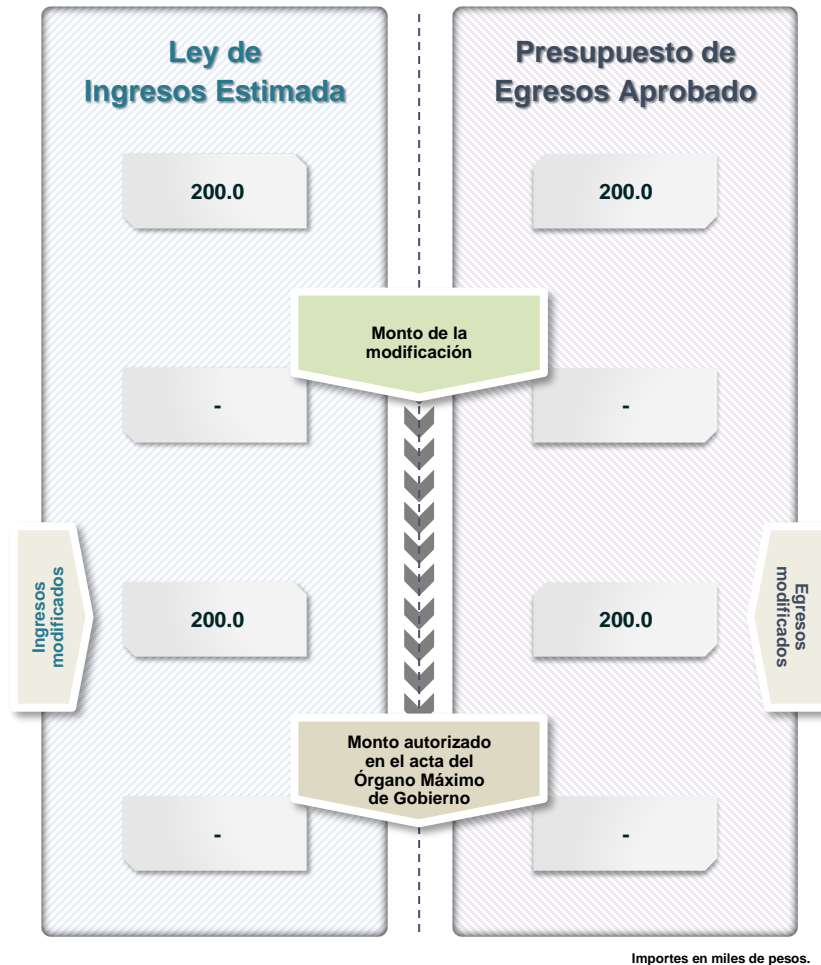 Ley de
Ingresos Estimada
Presupuesto de
Egresos Aprobado
200.0
200.0
Monto de la
modificación
-
-
Ingresos
modificados
200.0
200.0
Egresos
modificados
Monto autorizado
en el acta del
Órgano Máximo
de Gobierno
-
-
Importes en miles de pesos.